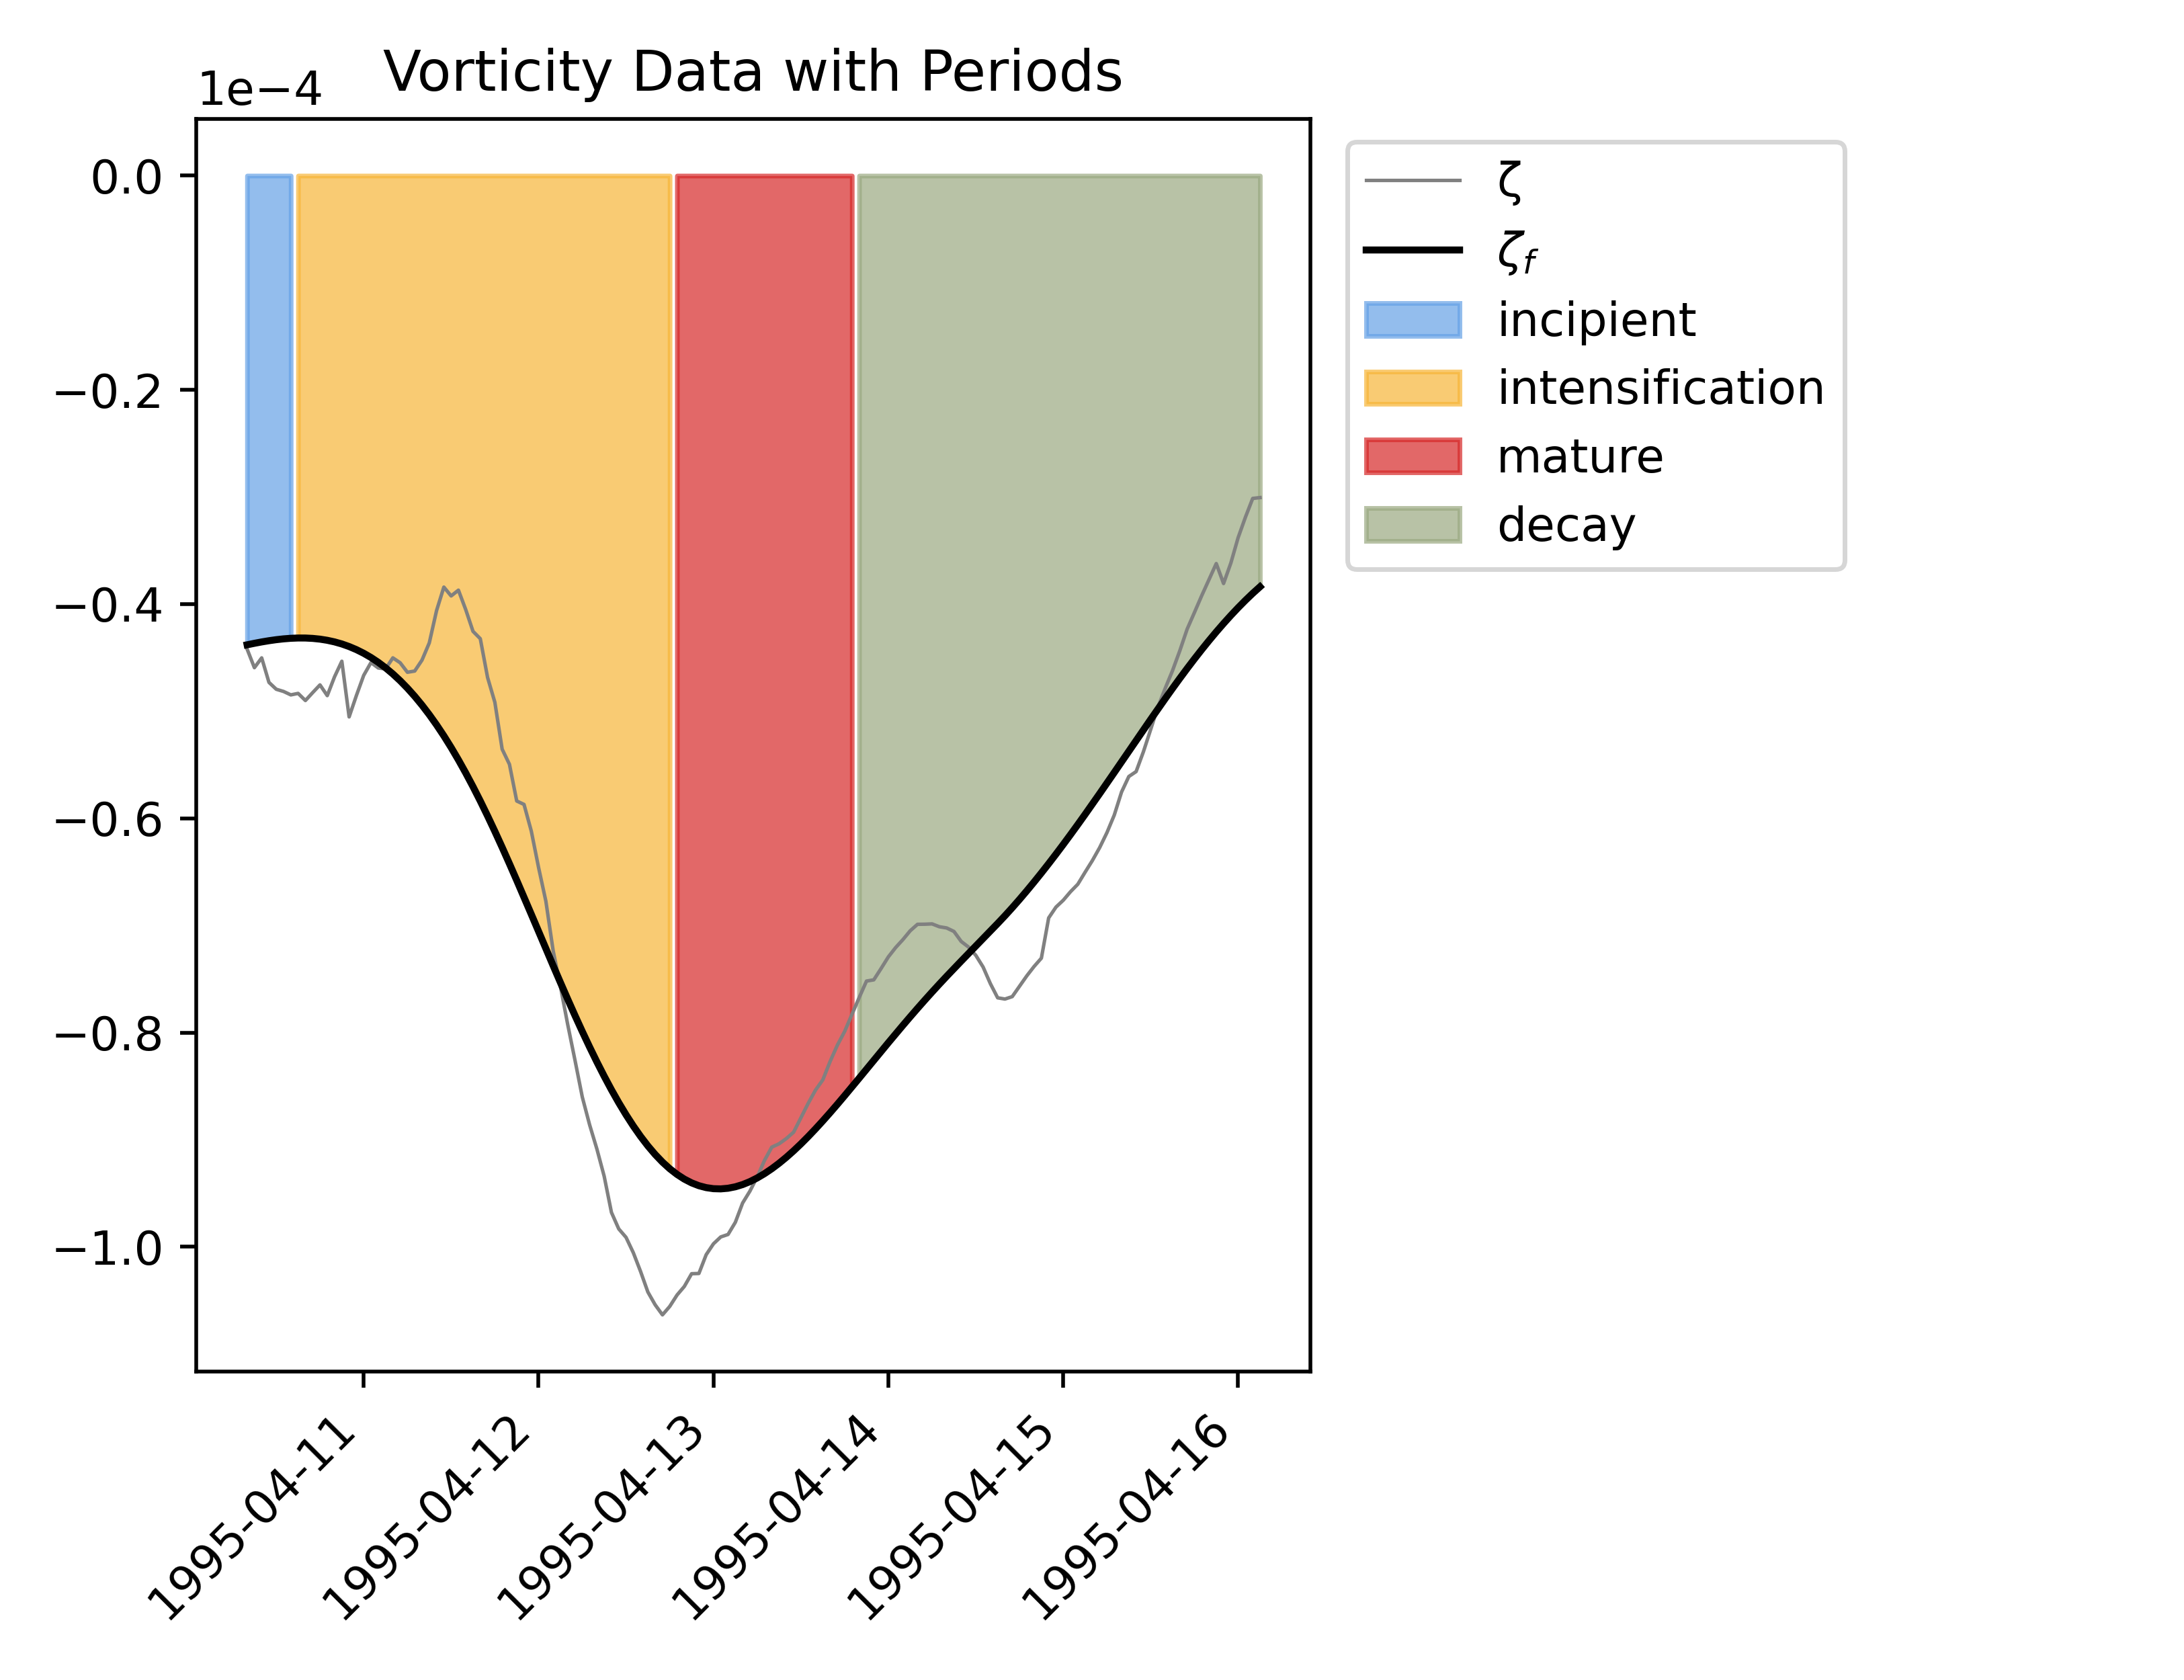 Vorticity Data with Periods
1e−4
0.0
−0.2
−0.4
−0.6
−0.8
−1.0
1995-04-11
1995-04-12
1995-04-13
1995-04-14
1995-04-15
1995-04-16
ζ
ζf
incipient
intensification
mature
decay